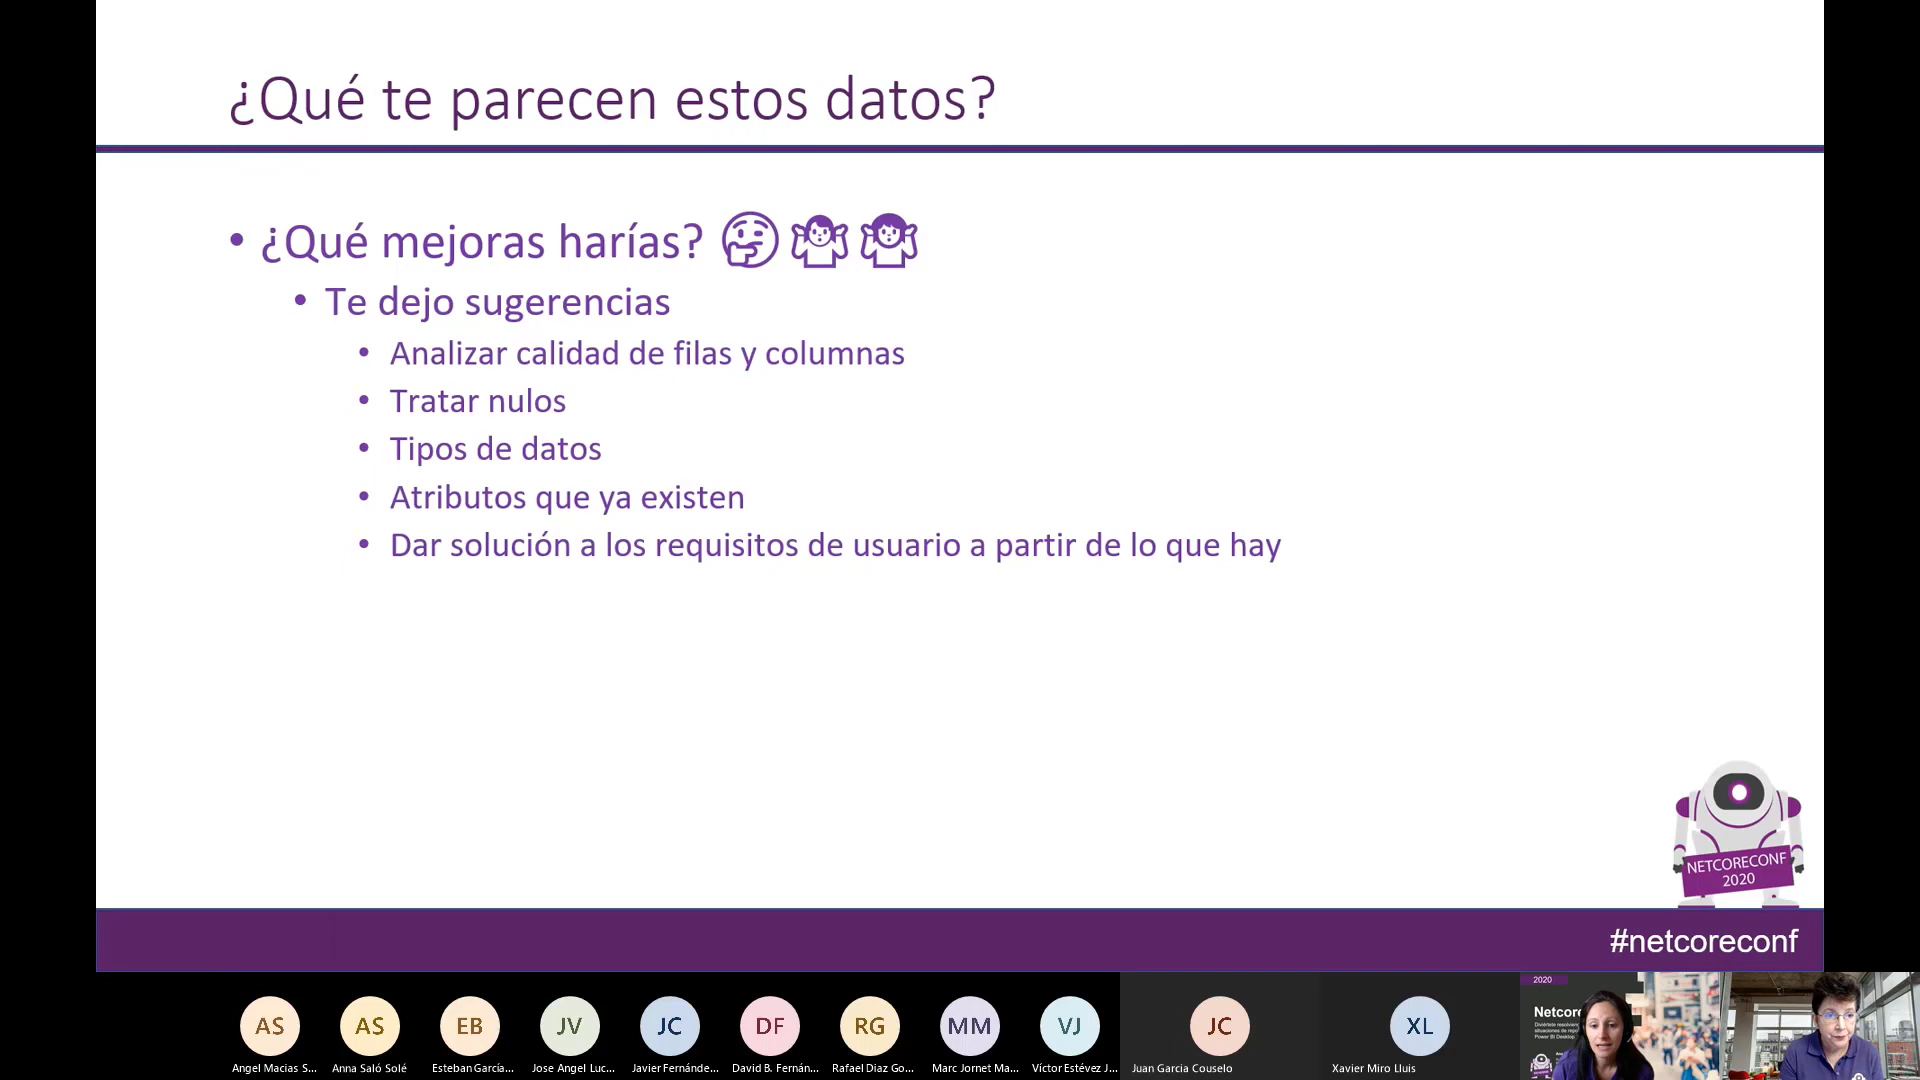 ¿Qué te parecen estos datos?
• ¿Qué mejoras harías? 🤔🤷‍♂️🤷‍♀️
• Te dejo sugerencias
• Analizar calidad de filas y columnas
• Tratar nulos
• Tipos de datos
• Atributos que ya existen
• Dar solución a los requisitos de usuario a partir de lo que hay
NETCORECONF
2020
#netcoreconf
AS
AS
EB
JV
JC
DF
RG
MM
VJ
JC
XL
Angel Macias S...
Anna Saló Solé
Esteban García...
Jose Angel Luc...
Javier Fernánde...
David B. Fernán...
Rafael Diaz Go...
Marc Jornet Ma...
Víctor Estévez J...
Juan Garcia Couselo
Xavier Miro Lluis
2020
Power BI Desktop